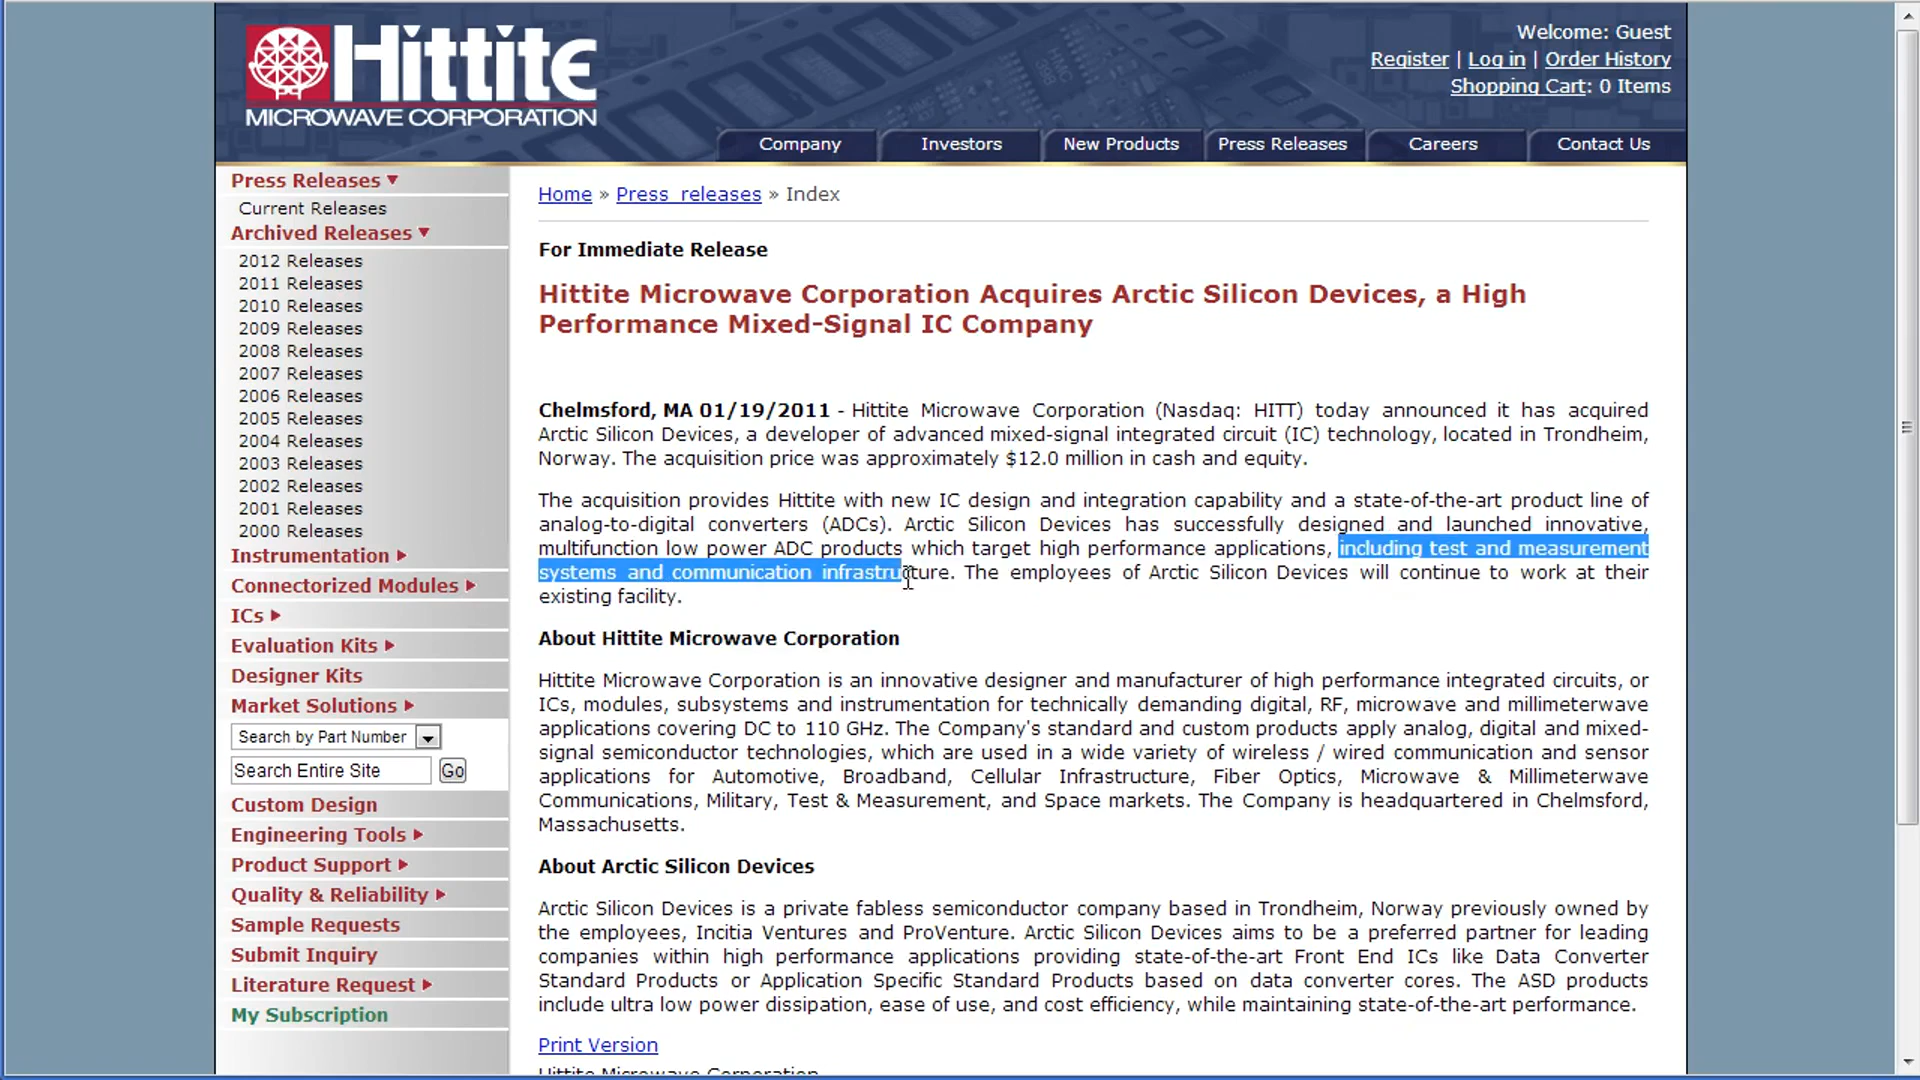 Hittite
MICROWAVE CORPORATION
Welcome: Guest
Register | Log in | Order History
Shopping Cart: 0 Items
Company
Investors
New Products
Press Releases
Careers
Contact Us
Press Releases
Current Releases
Archived Releases
2012 Releases
2011 Releases
2010 Releases
2009 Releases
2008 Releases
2007 Releases
2006 Releases
2005 Releases
2004 Releases
2003 Releases
2002 Releases
2001 Releases
2000 Releases
Instrumentation
Connectorized Modules
ICs
Evaluation Kits
Designer Kits
Market Solutions
Search by Part Number
Search Entire Site
Go
Custom Design
Engineering Tools
Product Support
Quality & Reliability
Sample Requests
Submit Inquiry
Literature Request
My Subscription
Home » Press_releases » Index
For Immediate Release
Hittite Microwave Corporation Acquires Arctic Silicon Devices, a High
Performance Mixed-Signal IC Company
Chelmsford, MA 01/19/2011 - Hittite Microwave Corporation (Nasdaq: HITT) today announced it has acquired
Arctic Silicon Devices, a developer of advanced mixed-signal integrated circuit (IC) technology, located in Trondheim,
Norway. The acquisition price was approximately $12.0 million in cash and equity.
The acquisition provides Hittite with new IC design and integration capability and a state-of-the-art product line of
analog-to-digital converters (ADCs). Arctic Silicon Devices has successfully designed and launched innovative,
multifunction low power ADC products which target high performance applications, including test and measurement
systems and communication infrastructure. The employees of Arctic Silicon Devices will continue to work at their
existing facility.
About Hittite Microwave Corporation
Hittite Microwave Corporation is an innovative designer and manufacturer of high performance integrated circuits, or
ICs, modules, subsystems and instrumentation for technically demanding digital, RF, microwave and millimeterwave
applications covering DC to 110 GHz. The Company's standard and custom products apply analog, digital and mixed-
signal semiconductor technologies, which are used in a wide variety of wireless / wired communication and sensor
applications for Automotive, Broadband, Cellular Infrastructure, Fiber Optics, Microwave & Millimeterwave
Communications, Military, Test & Measurement, and Space markets. The Company is headquartered in Chelmsford,
Massachusetts.
About Arctic Silicon Devices
Arctic Silicon Devices is a private fabless semiconductor company based in Trondheim, Norway previously owned by
the employees, Incitia Ventures and ProVenture. Arctic Silicon Devices aims to be a preferred partner for leading
companies within high performance applications providing state-of-the-art Front End ICs like Data Converter
Standard Products or Application Specific Standard Products based on data converter cores. The ASD products
include ultra low power dissipation, ease of use, and cost efficiency, while maintaining state-of-the-art performance.
Print Version
Hittite Microwave Corporation